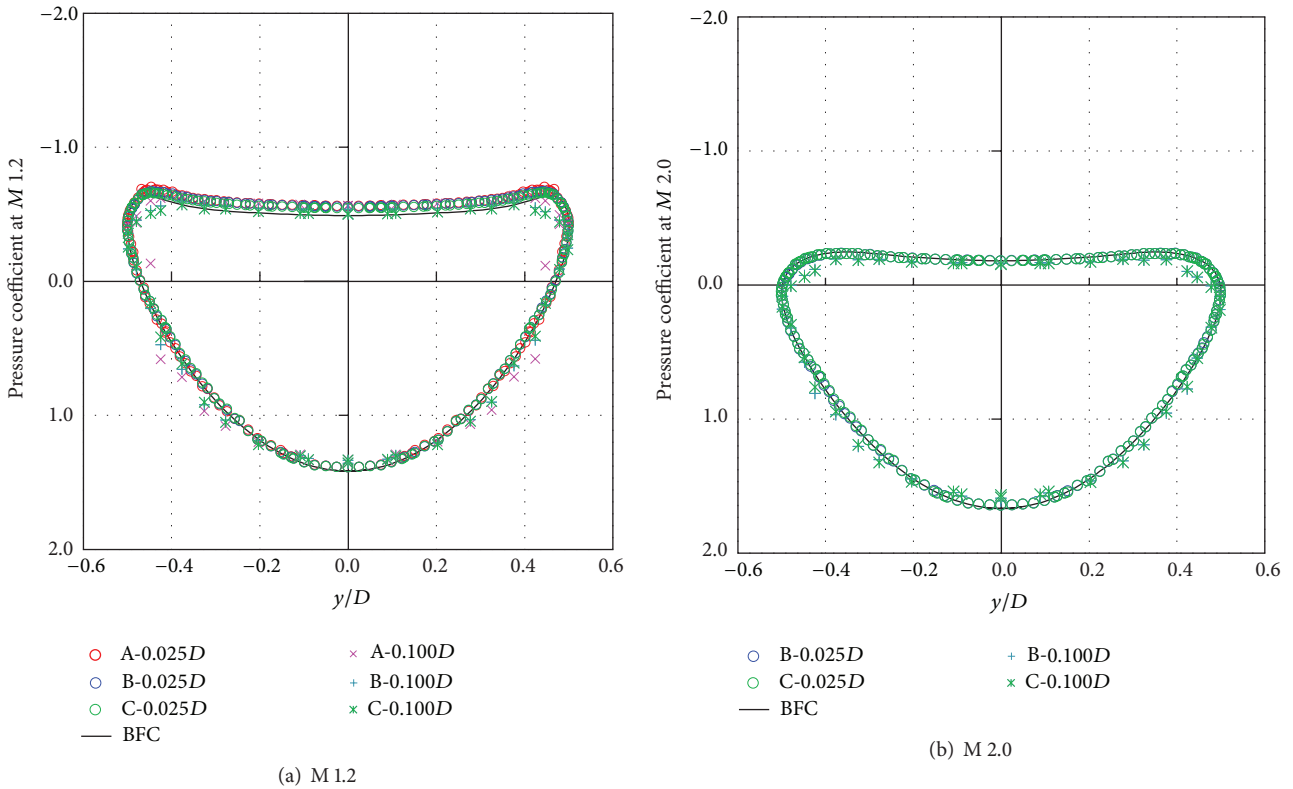 Pressure coefficient at M 1.2
−2.0
−1.0
0.0
1.0
2.0
−0.6
−0.4
−0.2
0.0
0.2
0.4
0.6
y/D
A-0.025D
B-0.025D
C-0.025D
BFC
A-0.100D
B-0.100D
C-0.100D
(a) M 1.2
Pressure coefficient at M 2.0
−2.0
−1.0
0.0
1.0
2.0
−0.6
−0.4
−0.2
0.0
0.2
0.4
0.6
y/D
B-0.025D
C-0.025D
BFC
B-0.100D
C-0.100D
(b) M 2.0